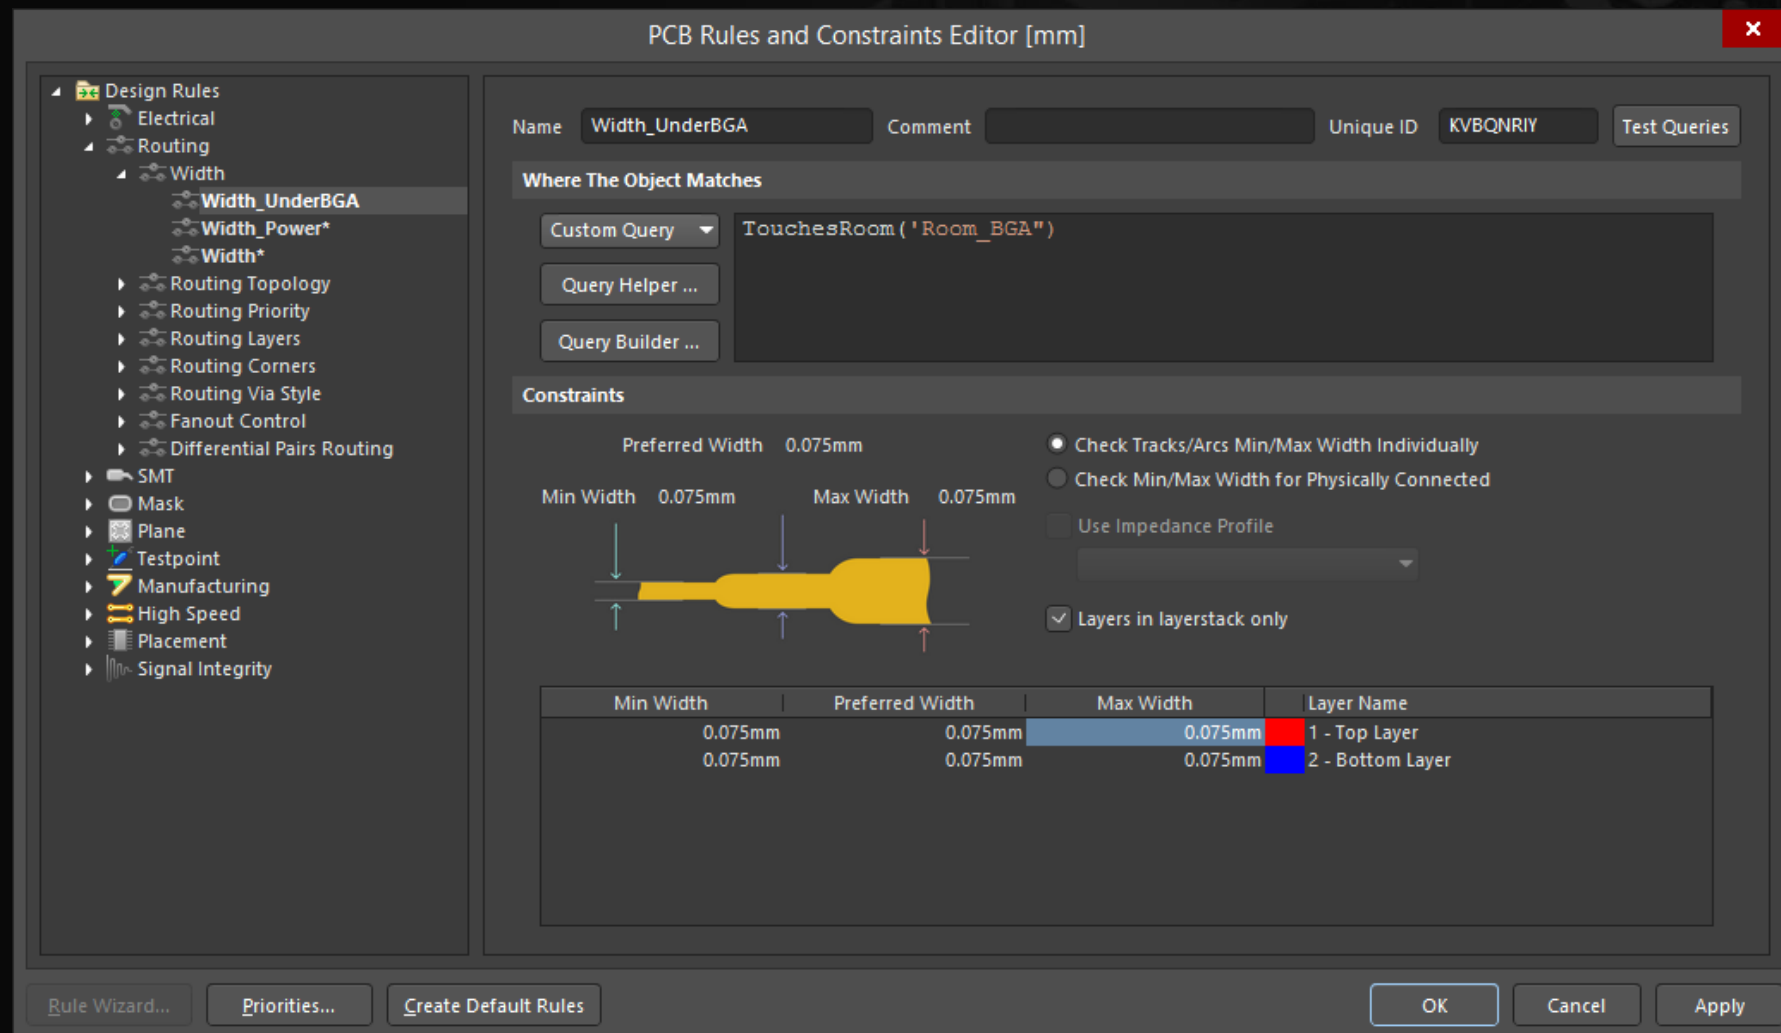 PCB Rules and Constraints Editor [mm]
Design Rules
Electrical
Routing
Width
Width_UnderBGA
Width_Power*
Width*
Routing Topology
Routing Priority
Routing Layers
Routing Corners
Routing Via Style
Fanout Control
Differential Pairs Routing
SMT
Mask
Plane
Testpoint
Manufacturing
High Speed
Placement
Signal Integrity
Name Width_UnderBGA Comment Unique ID KVBQNRIY Test Queries
Where The Object Matches
Custom Query TouchesRoom('Room_BGA")
Query Helper ...
Query Builder ...
Constraints
Preferred Width 0.075mm
Min Width 0.075mm Max Width 0.075mm
Check Tracks/Arcs Min/Max Width Individually
Check Min/Max Width for Physically Connected
Use Impedance Profile
Layers in layerstack only
Min Width Preferred Width Max Width Layer Name
0.075mm 0.075mm 0.075mm 1 - Top Layer
0.075mm 0.075mm 0.075mm 2 - Bottom Layer
Rule Wizard... Priorities... Create Default Rules OK Cancel Apply